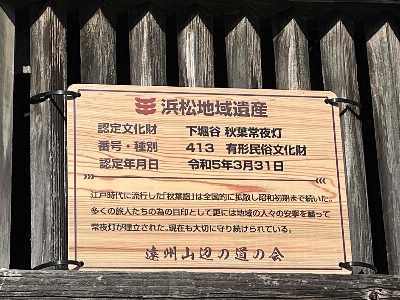 浜松地域遺産
認定文化財 下堀谷 秋葉常夜灯
番号・種別 413 有形民俗文化財
認定年月日 令和5年3月31日
江戸時代に流行した「秋葉詣」は全国的に拡散し昭和初期まで続いた。
多くの旅人たちの為の目印として更には地域の人々の安寧を願って
常夜灯が建立された。現在も大切に守り続けられている。
遠州山辺の道の会